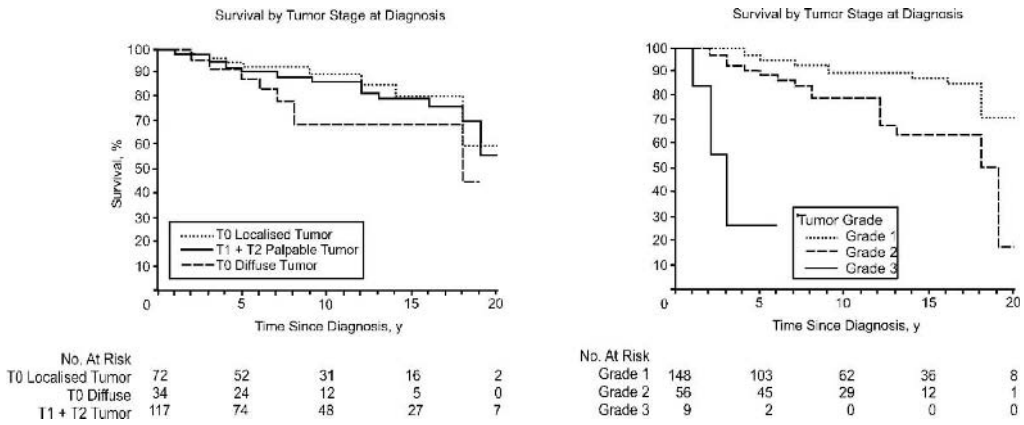 Survival by Tumor Stage at Diagnosis
100
90
80
70
60
50
40
30
20
10
0
5
10
15
20
Survival, %
T0 Localised Tumor
T1 + T2 Palpable Tumor
T0 Diffuse Tumor
Time Since Diagnosis, y
No. At Risk
T0 Localised Tumor 72 52 31 16 2
T0 Diffuse 34 24 12 5 0
T1 + T2 Tumor 117 74 48 27 7
Survival by Tumor Stage at Diagnosis
100
90
80
70
60
50
40
30
20
10
0
5
10
15
20
Tumor Grade
Grade 1
Grade 2
Grade 3
Time Since Diagnosis, y
No. At Risk
Grade 1 148 103 62 36 8
Grade 2 56 45 29 12 1
Grade 3 9 2 0 0 0